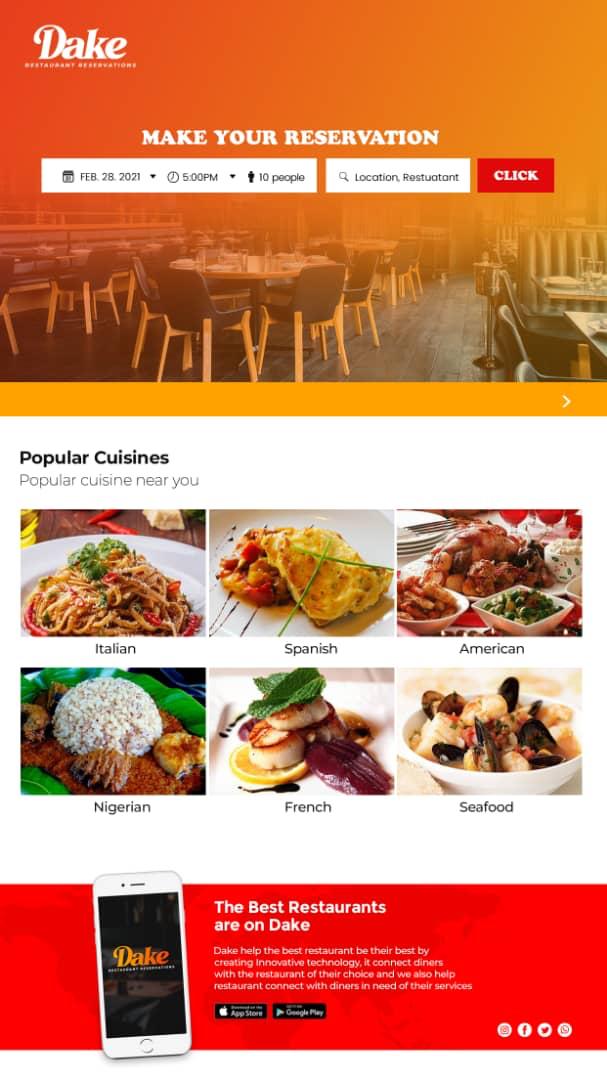 Dake
RESTAURANT RESERVATIONS
MAKE YOUR RESERVATION
FEB. 28. 2021
5:00PM
10 people
Location, Restuatant
CLICK
Popular Cuisines
Popular cuisine near you
Italian
Spanish
American
Nigerian
French
Seafood
Dake
RESTAURANT RESERVATIONS
The Best Restaurants
are on Dake
Dake help the best restaurant be their best by
creating Innovative technology, it connect diners
with the restaurant of their choice and we also help
restaurant connect with diners in need of their services
Download on the
App Store
GET IT ON
Google Play